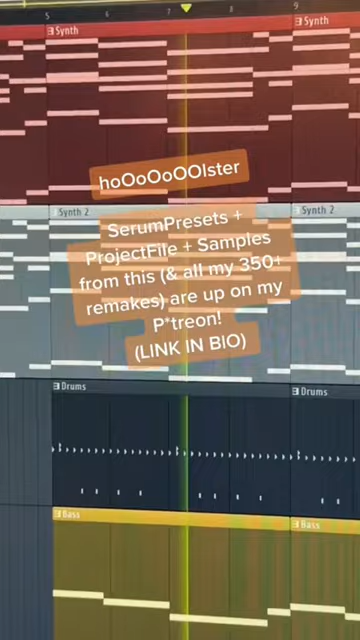 5 6 7 8 9
Synth Synth
hoOoOoOOIster
Synth 2 Synth 2
SerumPresets +
ProjectFile + Samples
from this (& all my 350+
remakes) are up on my
P*treon!
(LINK IN BIO)
Drums Drums
Bass Bass